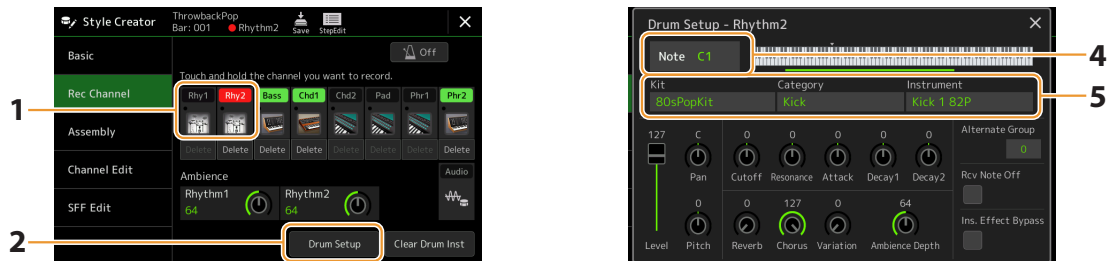 Style Creator
ThrowbackPop
Bar: 001 Rhythm2
Save StepEdit
Basic
Off
Touch and hold the channel you want to record.
Rec Channel
Rhy1 Rhy2 Bass Chd1 Chd2 Pad Phr1 Phr2
1
Assembly
Delete Delete Delete Delete Delete Delete Delete Delete
Channel Edit
Ambience
Audio
Rhythm1
64
Rhythm2
64
SFF Edit
2
Drum Setup
Clear Drum Inst
Drum Setup - Rhythm2
Note C1
4
Kit Category Instrument
80sPopKit Kick Kick 1 82P
5
127 C 0 0 0 0 0
Alternate Group
0
Pan Cutoff Resonance Attack Decay1 Decay2
Rcv Note Off
0 0 127 0 64
Ins. Effect Bypass
Level Pitch Reverb Chorus Variation Ambience Depth